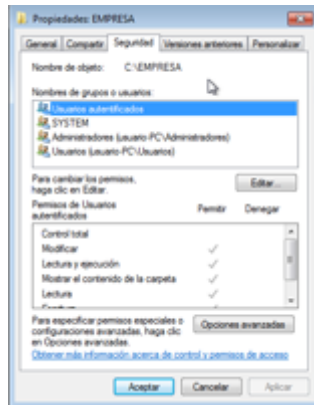 Propiedades: EMPRESA
General Compartir Seguridad Versiones anteriores Personalizar
Nombre de objeto: C:\EMPRESA
Nombres de grupos o usuarios:
Usuarios autentificados
SYSTEM
Administradores (usuario-PC\Administradores)
Usuarios (usuario-PC\Usuarios)
Para cambiar los permisos,
haga clic en Editar.
Editar...
Permisos de Usuarios
autentificados
Permitir Denegar
Control total
Modificar
Lectura y ejecución
Mostrar el contenido de la carpeta
Lectura
Escritura
Para especificar permisos especiales o
configuraciones avanzadas, haga clic
en Opciones avanzadas.
Opciones avanzadas
Obtener más información acerca de control y permisos de acceso
Aceptar Cancelar Aplicar